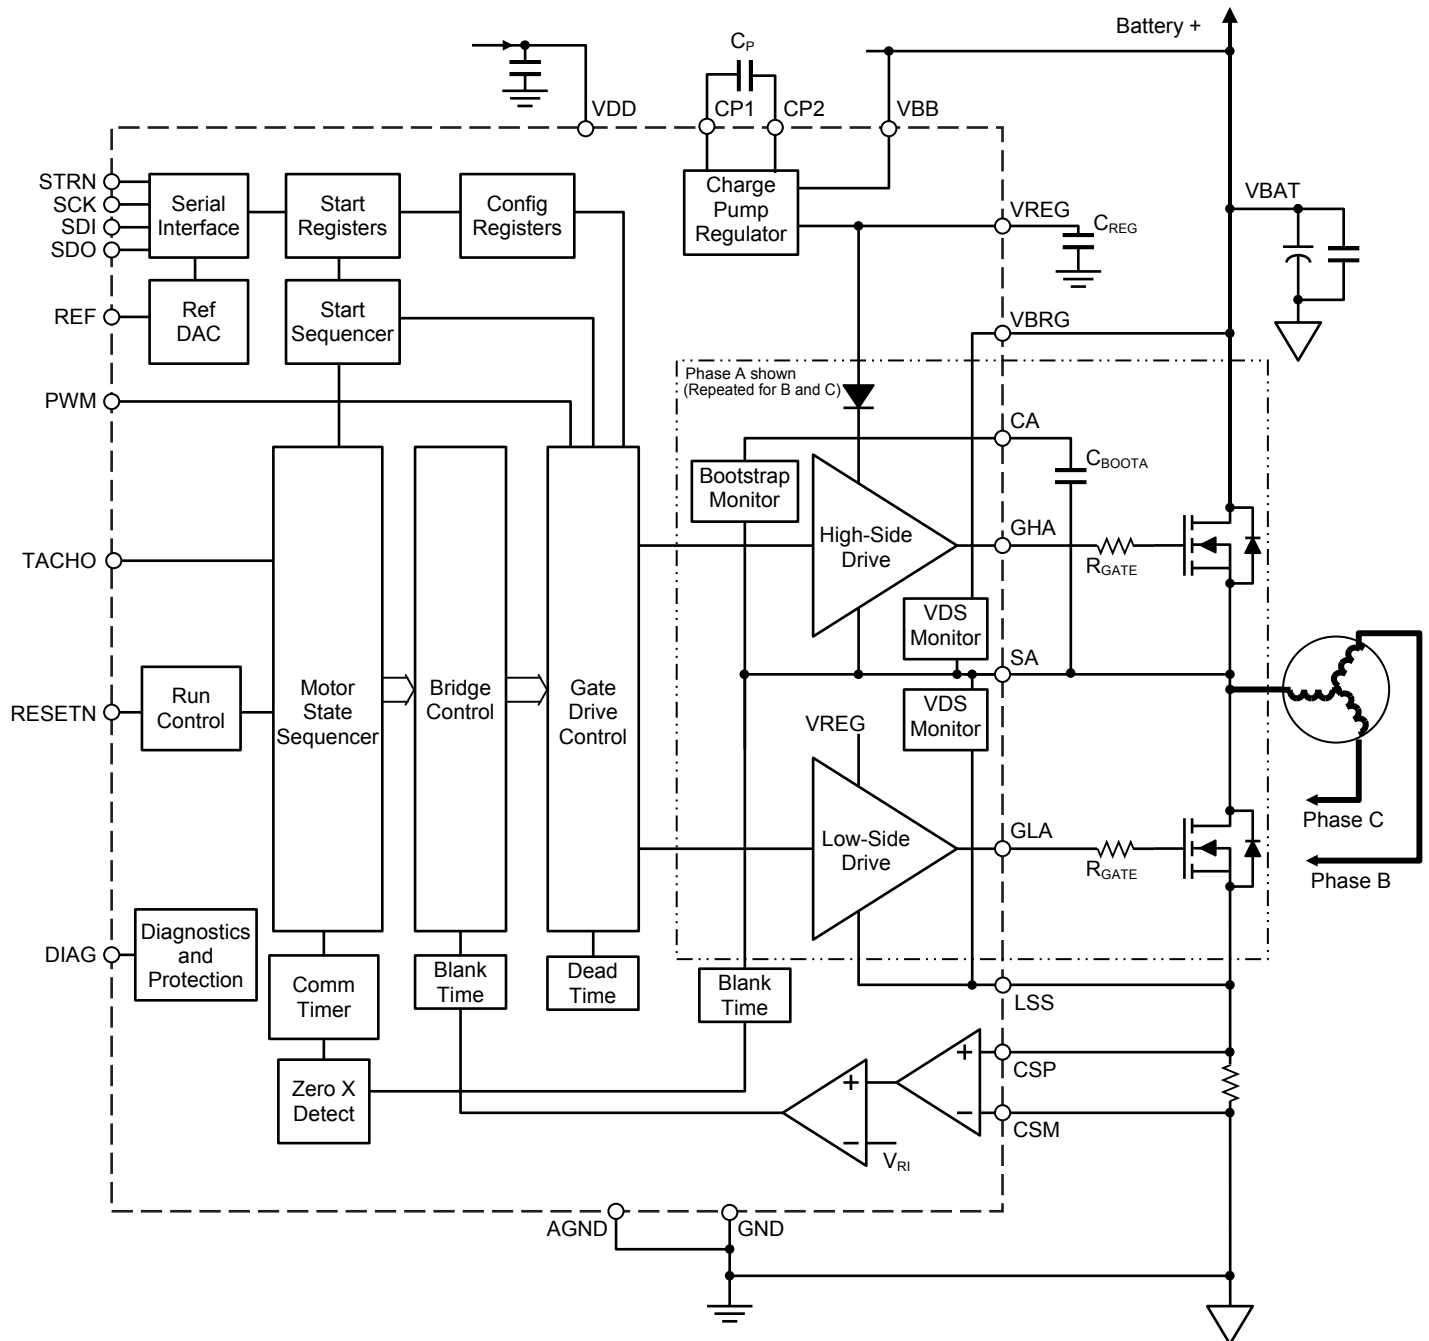 Battery +
CP
VDD
CP1
CP2
VBB
STRN
SCK
SDI
SDO
Serial
Interface
Start
Registers
Config
Registers
Charge
Pump
Regulator
VREG
CREG
VBAT
REF
Ref
DAC
Start
Sequencer
VBRG
Phase A shown
(Repeated for B and C)
PWM
CA
CBOOTA
Bootstrap
Monitor
High-Side
Drive
GHA
RGATE
TACHO
VDS
Monitor
SA
RESETN
Run
Control
Motor
State
Sequencer
Bridge
Control
Gate
Drive
Control
VDS
Monitor
VREG
Low-Side
Drive
GLA
RGATE
Phase C
Phase B
DIAG
Diagnostics
and
Protection
Comm
Timer
Blank
Time
Dead
Time
Blank
Time
LSS
Zero X
Detect
+
–
VRI
+
–
CSP
CSM
AGND
GND